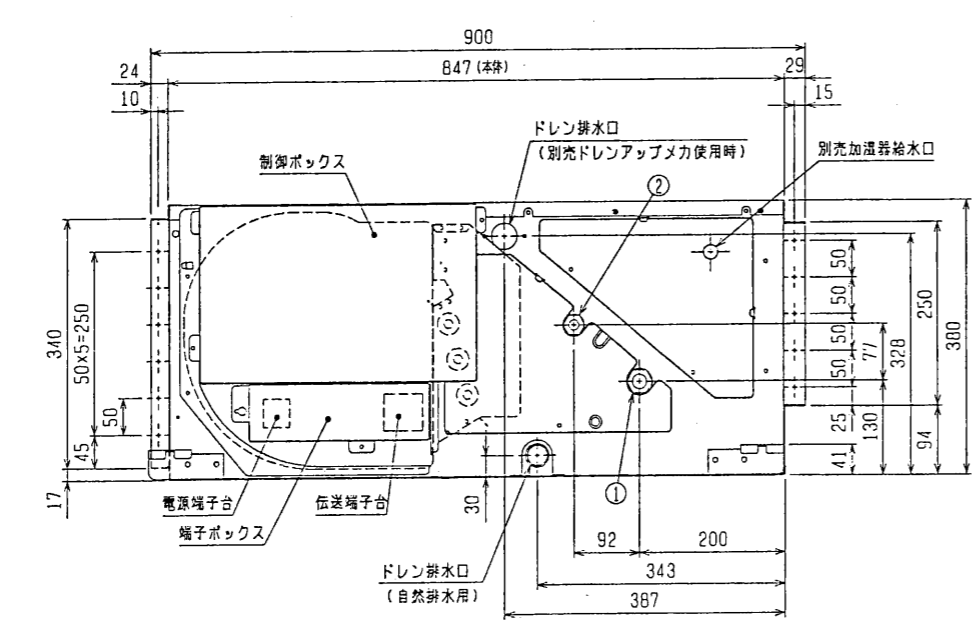 900
24
847(本体)
29
10
15
ドレン排水口
(別売ドレンアップメカ使用時)
別売加湿器給水口
制御ボックス
②
340
50×5=250
50
45
17
50
50
50
50
25
41
77
130
328
250
94
380
電源端子台
伝送端子台
端子ボックス
30
①
92
200
ドレン排水口
(自然排水用)
343
387